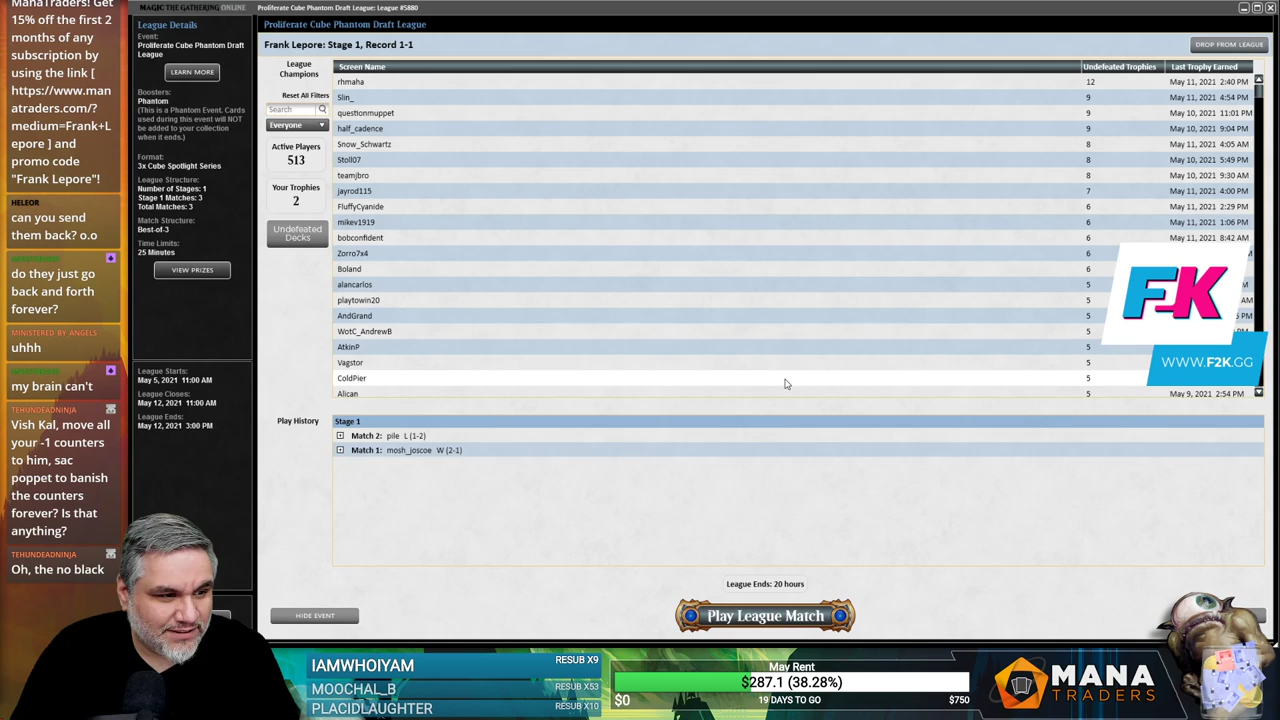 ManaTraders! Get
15% off the first 2
months of any
subscription by
using the link [
https://www.man
atraders.com/?
medium=Frank+L
epore ] and
promo code
"Frank Lepore"!
HELEOR
can you send
them back? o.o
do they just go
back and forth
forever?
MINISTERED BY ANGELS
uhhh
my brain can't
TEHUNDEADNINJA
Vish Kal, move all
your -1 counters
to him, sac
poppet to banish
the counters
forever? Is that
anything?
TEHUNDEADNINJA
Oh, the no black
MAGIC THE GATHERING ONLINE
Proliferate Cube Phantom Draft League: League #5880
League Details
Event:
Proliferate Cube Phantom Draft
League
LEARN MORE
Boosters:
Phantom
(This is a Phantom Event. Cards
used during this event will NOT
be added to your collection
when it ends.)
Format:
3x Cube Spotlight Series
League Structure:
Number of Stages: 1
Stage 1 Matches: 3
Total Matches: 3
Match Structure:
Best-of-3
Time Limits:
25 Minutes
VIEW PRIZES
League Starts:
May 5, 2021 11:00 AM
League Closes:
May 12, 2021 11:00 AM
League Ends:
May 12, 2021 3:00 PM
Proliferate Cube Phantom Draft League
Frank Lepore: Stage 1, Record 1-1
DROP FROM LEAGUE
League
Champions
Reset All Filters
Search
Everyone
Active Players
513
Your Trophies
2
Undefeated
Decks
Screen Name Undefeated Trophies Last Trophy Earned
rhmaha 12 May 11, 2021 2:40 PM
Slin_ 9 May 11, 2021 4:54 PM
questionmuppet 9 May 10, 2021 11:01 PM
half_cadence 9 May 10, 2021 9:04 PM
Snow_Schwartz 8 May 11, 2021 4:05 AM
Stoll07 8 May 10, 2021 5:49 PM
teamjbro 8 May 10, 2021 9:30 AM
jayrod115 7 May 11, 2021 4:00 PM
FluffyCyanide 6 May 11, 2021 2:29 PM
mikev1919 6 May 11, 2021 1:06 PM
bobconfident 6 May 11, 2021 8:42 AM
Zorro7x4 6
Boland 6
alancarlos 5
playtowin20 5 AM
AndGrand 5 PM
WotC_AndrewB 5
AtkinP 5
Vagstor 5
ColdPier 5
Alican 5 May 9, 2021 2:54 PM
F2K
WWW.F2K.GG
Play History
Stage 1
Match 2: pile L (1-2)
Match 1: mosh_joscoe W (2-1)
League Ends: 20 hours
HIDE EVENT
Play League Match
IAMWHOIYAM RESUB X9
MOOCHAL_B RESUB X53
PLACIDLAUGHTER RESUB X10
May Rent
$287.1 (38.28%)
$0 19 DAYS TO GO $750
MANA
TRADERS